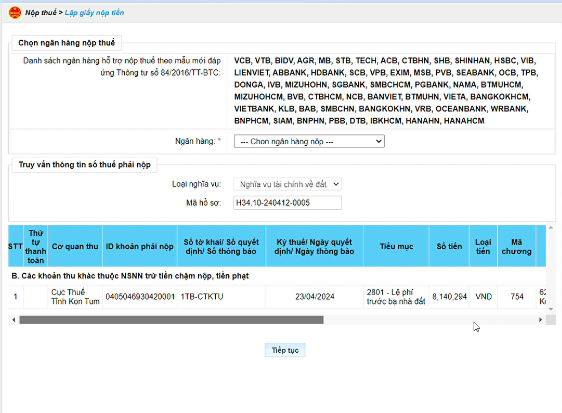 Nộp thuế > Lập giấy nộp tiền
Chọn ngân hàng nộp thuế
Danh sách ngân hàng hỗ trợ nộp thuế theo mẫu mới đáp
ứng Thông tư số 84/2016/TT-BTC:
VCB, VTB, BIDV, AGR, MB, STB, TECH, ACB, CTBHN, SHB, SHINHAN, HSBC, VIB,
LIENVIET, ABBANK, HDBANK, SCB, VPB, EXIM, MSB, PVB, SEABANK, OCB, TPB,
DONGA, IVB, MIZUHOHN, SGBANK, SMBCHCM, PGBANK, NAMA, BTMUHCM,
MIZUHOHCM, BVB, CTBHCM, NCB, BANVIET, BTMUHN, VIETA, BANGKOKHCM,
VIETBANK, KLB, BAB, SMBCHN, BANGKOKHN, VRB, OCEANBANK, WRBANK,
BNPHCM, SIAM, BNPHN, PBB, DTB, IBKHCM, HANAHN, HANAHCM
Ngân hàng: * --- Chọn ngân hàng nộp ---
Truy vấn thông tin số thuế phải nộp
Loại nghĩa vụ: Nghĩa vụ tài chính về đất
Mã hồ sơ: H34.10-240412-0005
STT
Thứ tự thanh toán
Cơ quan thu
ID khoản phải nộp
Số tờ khai/ Số quyết định/ Số thông báo
Kỳ thuế/ Ngày quyết định/ Ngày thông báo
Tiểu mục
Số tiền
Loại tiền
Mã chương
B. Các khoản thu khác thuộc NSNN trừ tiền chậm nộp, tiền phạt
1
Cục Thuế Tỉnh Kon Tum
0405046930420001
1TB-CTKTU
23/04/2024
2801 - Lệ phí trước bạ nhà đất
8,140,294
VND
754
Tiếp tục